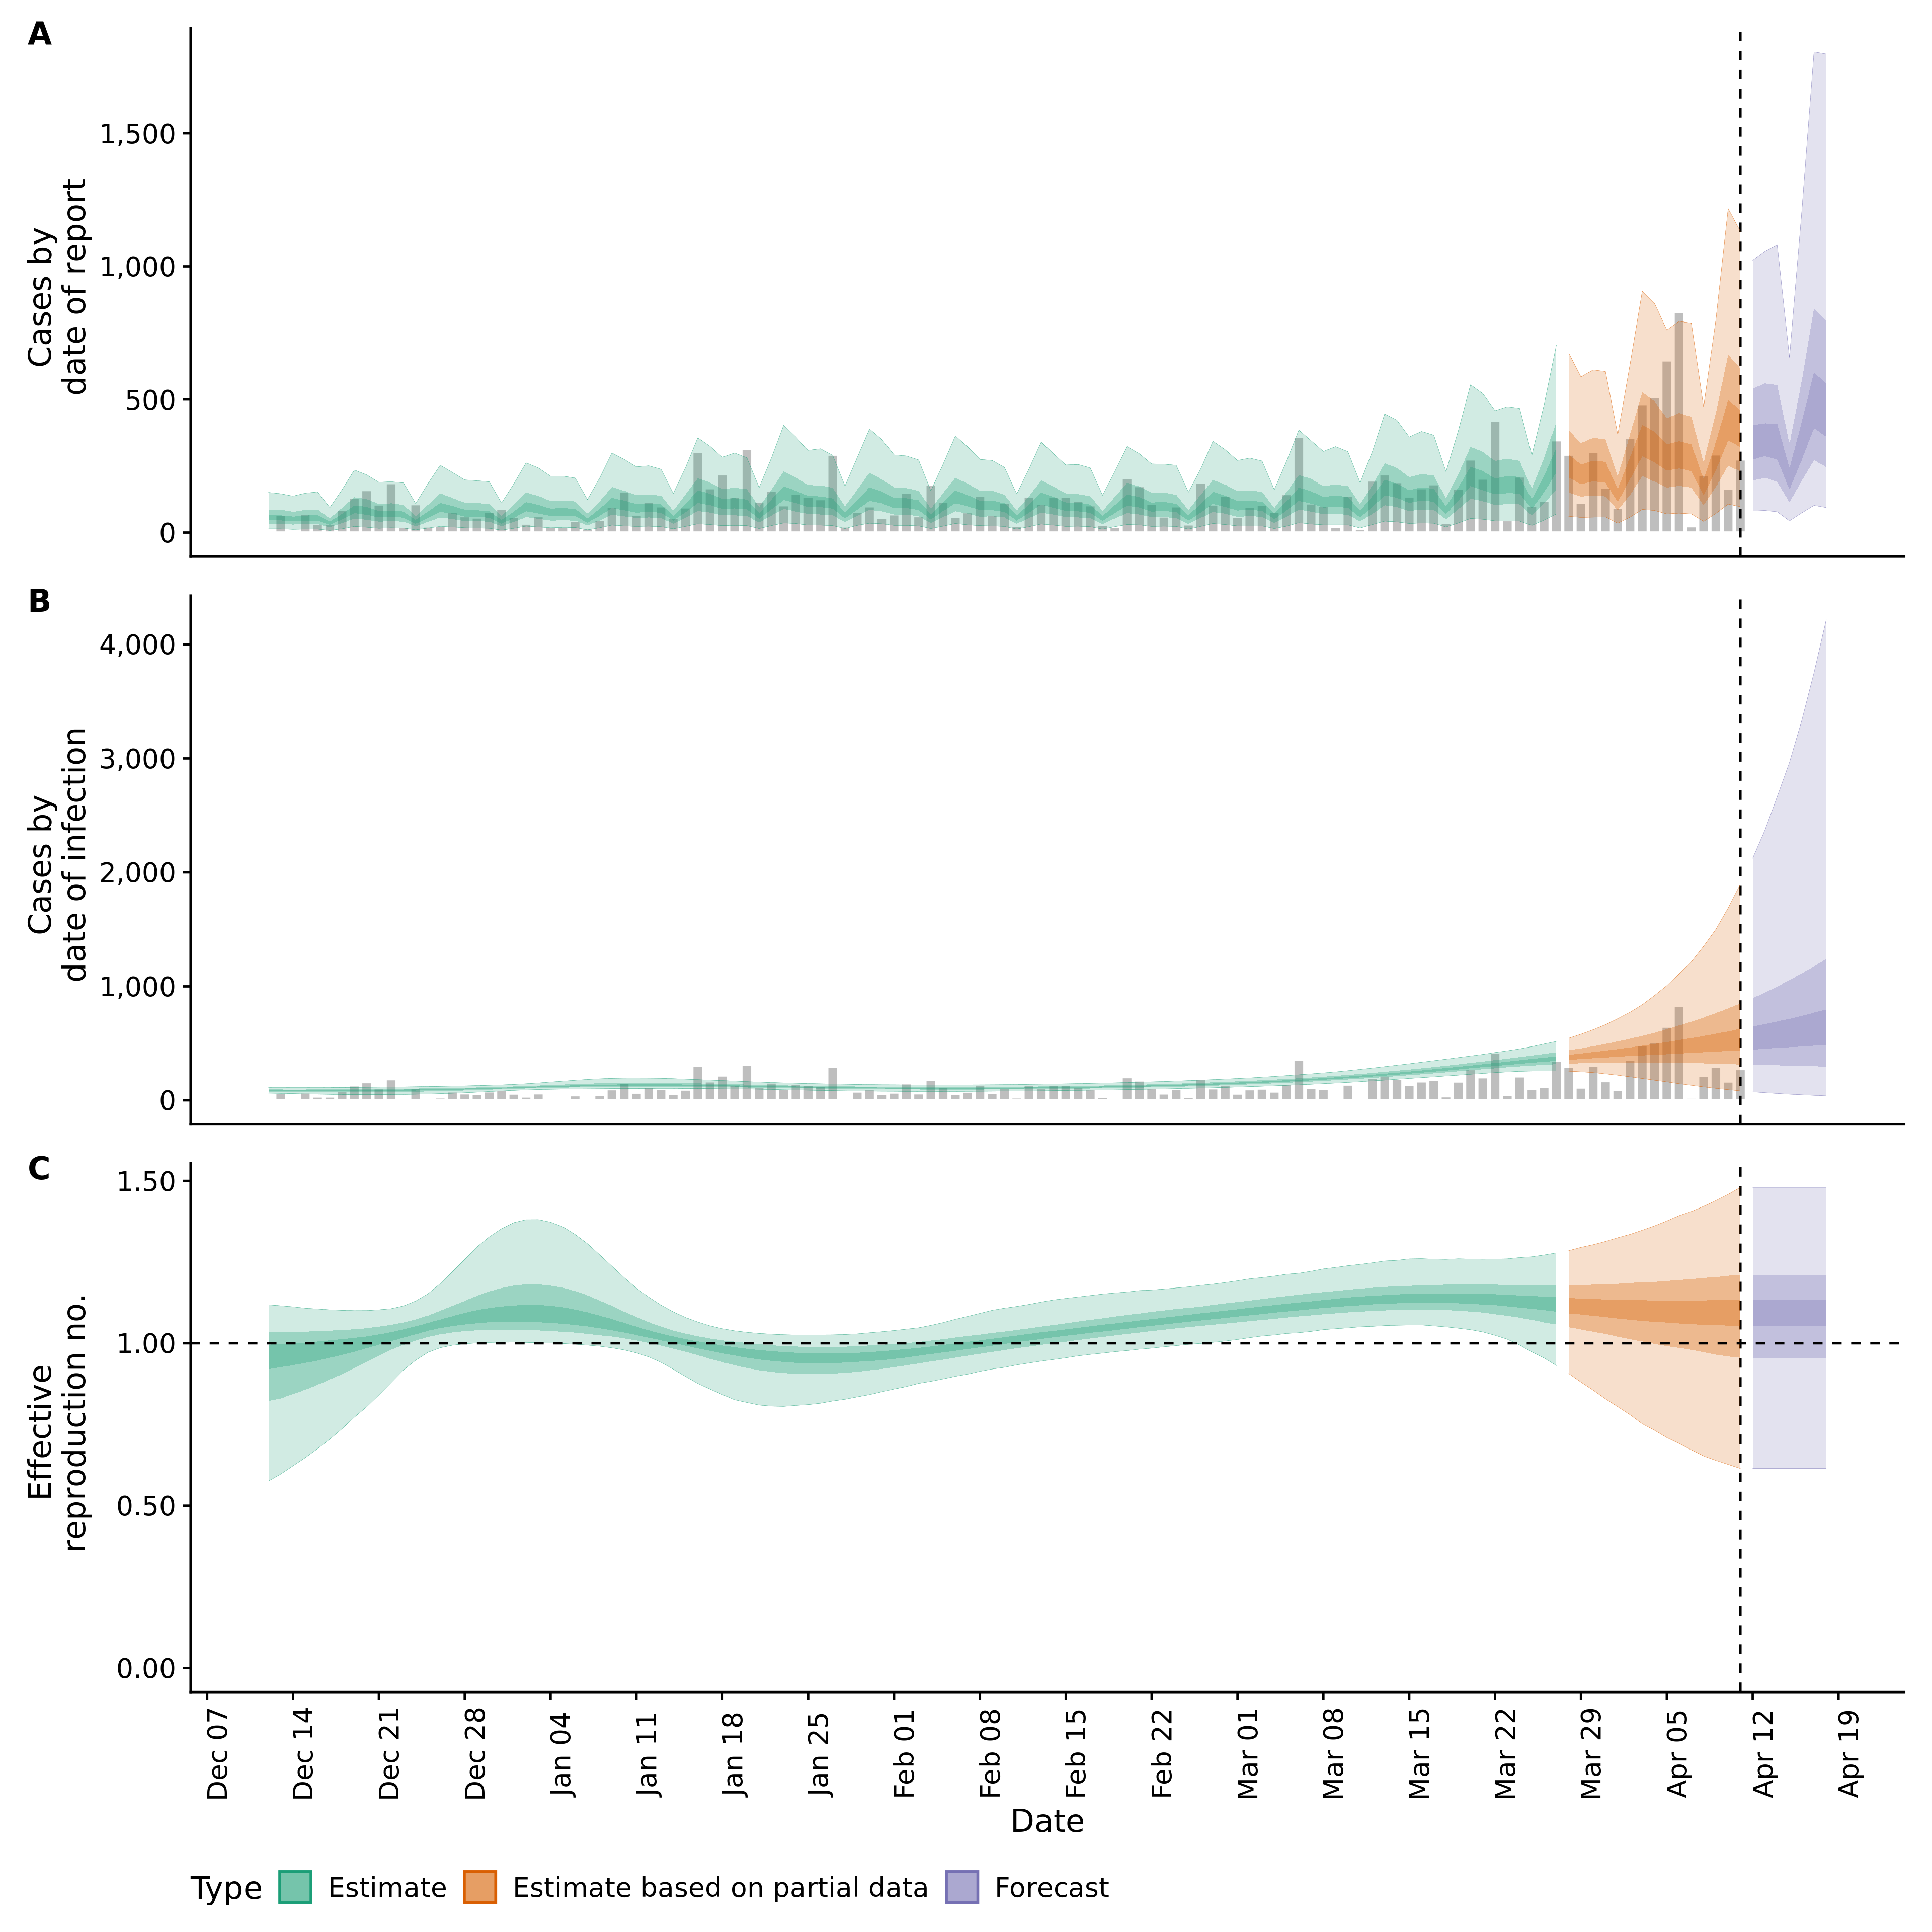 A
Cases by
date of report
1,500
1,000
500
0
B
Cases by
date of infection
4,000
3,000
2,000
1,000
0
C
Effective
reproduction no.
1.50
1.00
0.50
0.00
Dec 07
Dec 14
Dec 21
Dec 28
Jan 04
Jan 11
Jan 18
Jan 25
Feb 01
Feb 08
Feb 15
Feb 22
Mar 01
Mar 08
Mar 15
Mar 22
Mar 29
Apr 05
Apr 12
Apr 19
Date
Type Estimate Estimate based on partial data Forecast